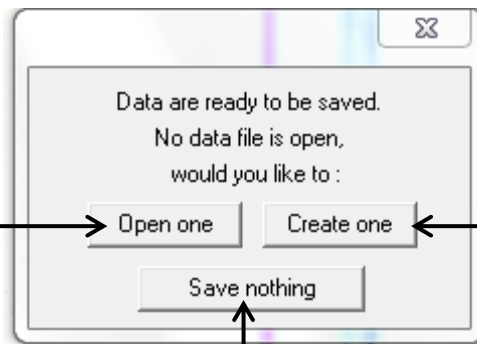 Data are ready to be saved.
No data file is open,
would you like to :
Open one
Create one
Save nothing